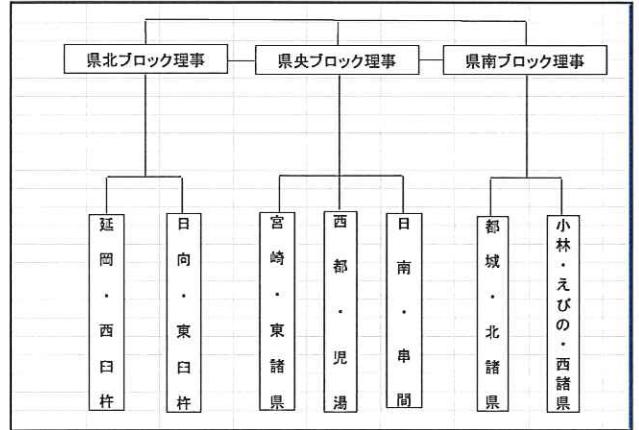 県北ブロック理事
県央ブロック理事
県南ブロック理事
延岡・西臼杵
日向・東臼杵
宮崎・東諸県
西都・児湯
日南・串間
都城・北諸県
小林・えびの・西諸県